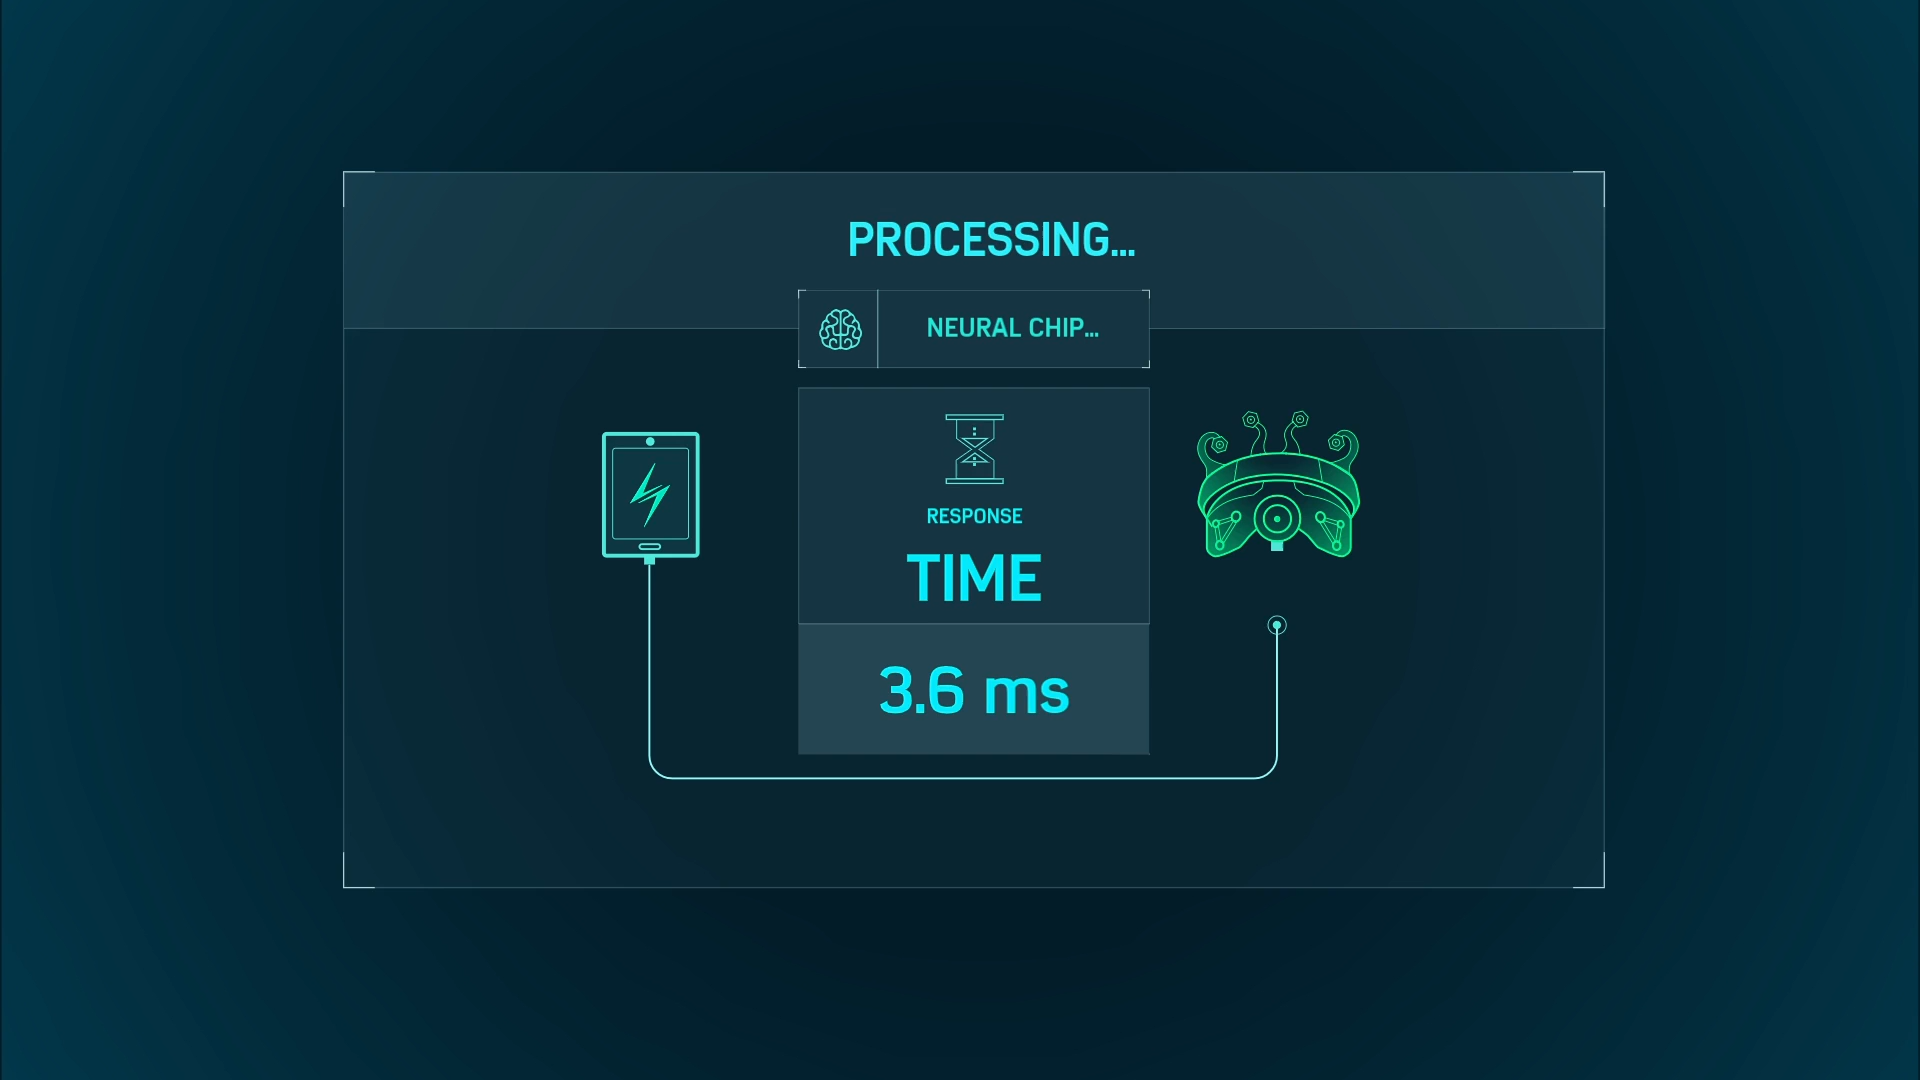 PROCESSING...
NEURAL CHIP...
RESPONSE
TIME
3.6 ms